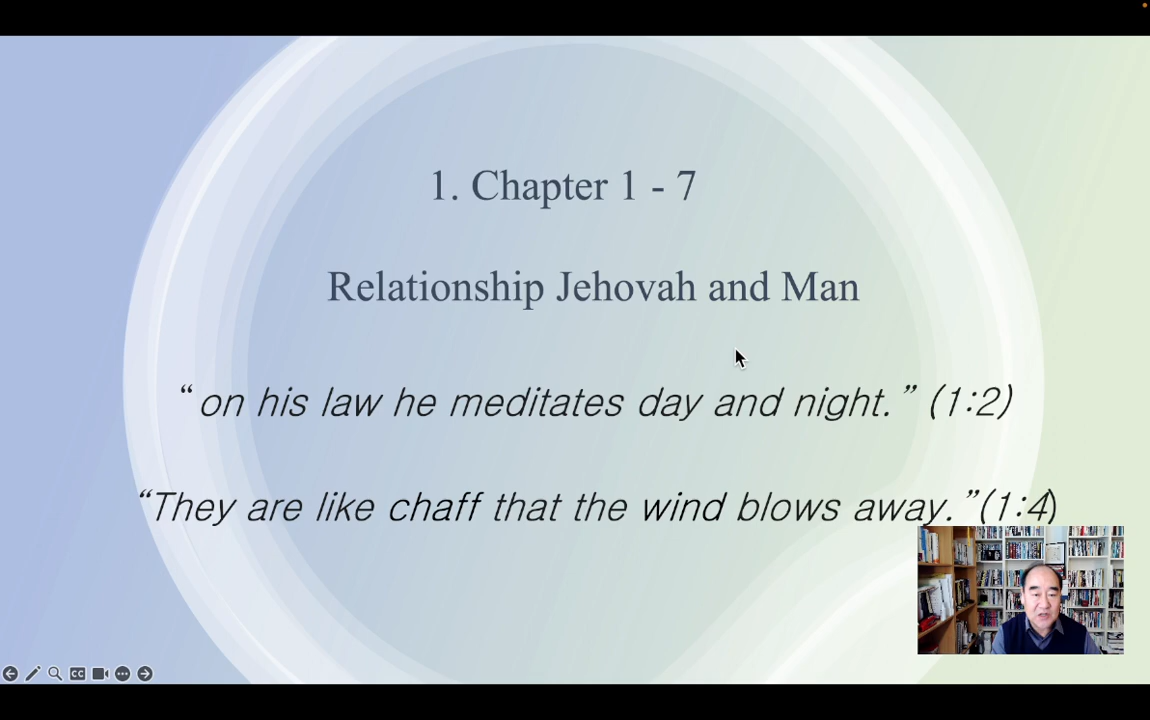 1. Chapter 1 - 7
Relationship Jehovah and Man
“ on his law he meditates day and night.” (1:2)
“They are like chaff that the wind blows away.”(1:4)
CC